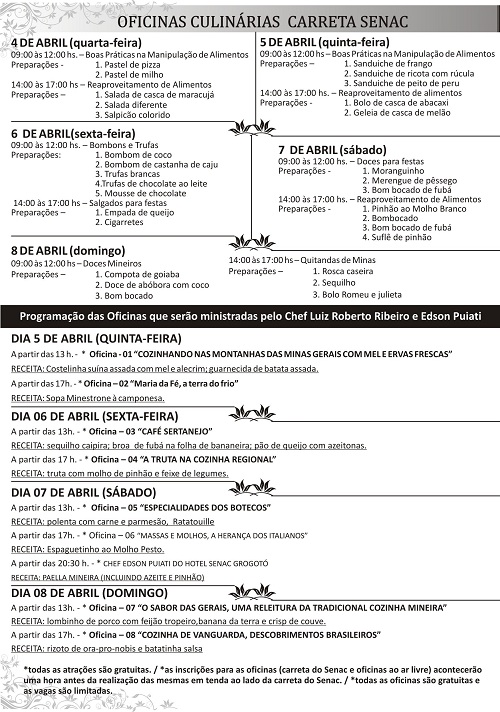 OFICINAS CULINÁRIAS CARRETA SENAC
4 DE ABRIL (quarta-feira)
09:00 às 12:00 hs – Boas Práticas na Manipulação de Alimentos
Preparações - 1. Pastel de pizza
2. Pastel de milho
14:00 às 17:00 hs – Reaproveitamento de Alimentos
Preparações – 1. Salada de casca de maracujá
2. Salada diferente
3. Salpicão colorido
5 DE ABRIL (quinta-feira)
09:00 às 12:00 hs – Boas Práticas na Manipulação de Alimentos
Preparações – 1. Sanduiche de frango
2. Sanduiche de ricota com rúcula
3. Sanduiche de peito de peru
14:00 às 17:00 hs – Reaproveitamento de alimentos
Preparações - 1. Bolo de casca de abacaxi
2. Geleia de casca de melão
6 DE ABRIL(sexta-feira)
09:00 às 12:00 hs – Bombons e Trufas
Preparações: 1. Bombom de coco
2. Bombom de castanha de caju
3. Trufas brancas
4.Trufas de chocolate ao leite
5. Mousse de chocolate
14:00 às 17:00 hs – Salgados para festas
Preparações – 1. Empada de queijo
2. Cigarretes
7 DE ABRIL (sábado)
09:00 às 12:00 hs – Doces para festas
Preparações - 1. Moranguinho
2. Merengue de pêssego
3. Bom bocado de fubá
14:00 às 17:00 hs – Reaproveitamento de Alimentos
Preparações - 1. Pinhão ao Molho Branco
2. Bombocado
3. Bom bocado de fubá
4. Suflê de pinhão
8 DE ABRIL (domingo)
09:00 às 12:00 hs – Doces Mineiros
Preparações – 1. Compota de goiaba
2. Doce de abóbora com coco
3. Bom bocado
14:00 às 17:00 hs – Quitandas de Minas
Preparações – 1. Rosca caseira
2. Sequilho
3. Bolo Romeu e julieta
Programação das Oficinas que serão ministradas pelo Chef Luiz Roberto Ribeiro e Edson Puiati
DIA 5 DE ABRIL (QUINTA-FEIRA)
A partir das 13 h. - * Oficina - 01 “COZINHANDO NAS MONTANHAS DAS MINAS GERAIS COM MEL E ERVAS FRESCAS”
RECEITA: Costelinha suína assada com mel e alecrim; guarnecida de batata assada.
A partir das 17h. - * Oficina – 02 “Maria da Fé, a terra do frio”
RECEITA: Sopa Minestrone à camponesa.
DIA 06 DE ABRIL (SEXTA-FEIRA)
A partir das 13h. - * Oficina – 03 “CAFÉ SERTANEJO”
RECEITA: sequilho caipira; broa de fubá na folha de bananeira; pão de queijo com azeitonas.
A partir das 17 h. - * Oficina – 04 “A TRUTA NA COZINHA REGIONAL”
RECEITA: truta com molho de pinhão e feixe de legumes.
DIA 07 DE ABRIL (SÁBADO)
A partir das 13h. - * Oficina – 05 “ESPECIALIDADES DOS BOTECOS”
RECEITA: polenta com carne e parmesão, Ratatouille
A partir das 17h. - * Oficina – 06 “MASSAS E MOLHOS, A HERANÇA DOS ITALIANOS”
RECEITA: Espaguetinho ao Molho Pesto.
A partir das 20:30 h. - * CHEF EDSON PUIATI DO HOTEL SENAC GROGOTÓ
RECEITA: PAELLA MINEIRA (INCLUINDO AZEITE E PINHÃO)
DIA 08 DE ABRIL (DOMINGO)
A partir das 13h. - * Oficina – 07 “O SABOR DAS GERAIS, UMA RELEITURA DA TRADICIONAL COZINHA MINEIRA”
RECEITA: lombinho de porco com feijão tropeiro,banana da terra e crisp de couve.
A partir das 17h. - * Oficina – 08 “COZINHA DE VANGUARDA, DESCOBRIMENTOS BRASILEIROS”
RECEITA: rizoto de ora-pro-nobis e batatinha salsa
*todas as atrações são gratuitas. / *as inscrições para as oficinas (carreta do Senac e oficinas ao ar livre) acontecerão
uma hora antes da realização das mesmas em tenda ao lado da carreta do Senac. / *todas as oficinas são gratuitas e
as vagas são limitadas.